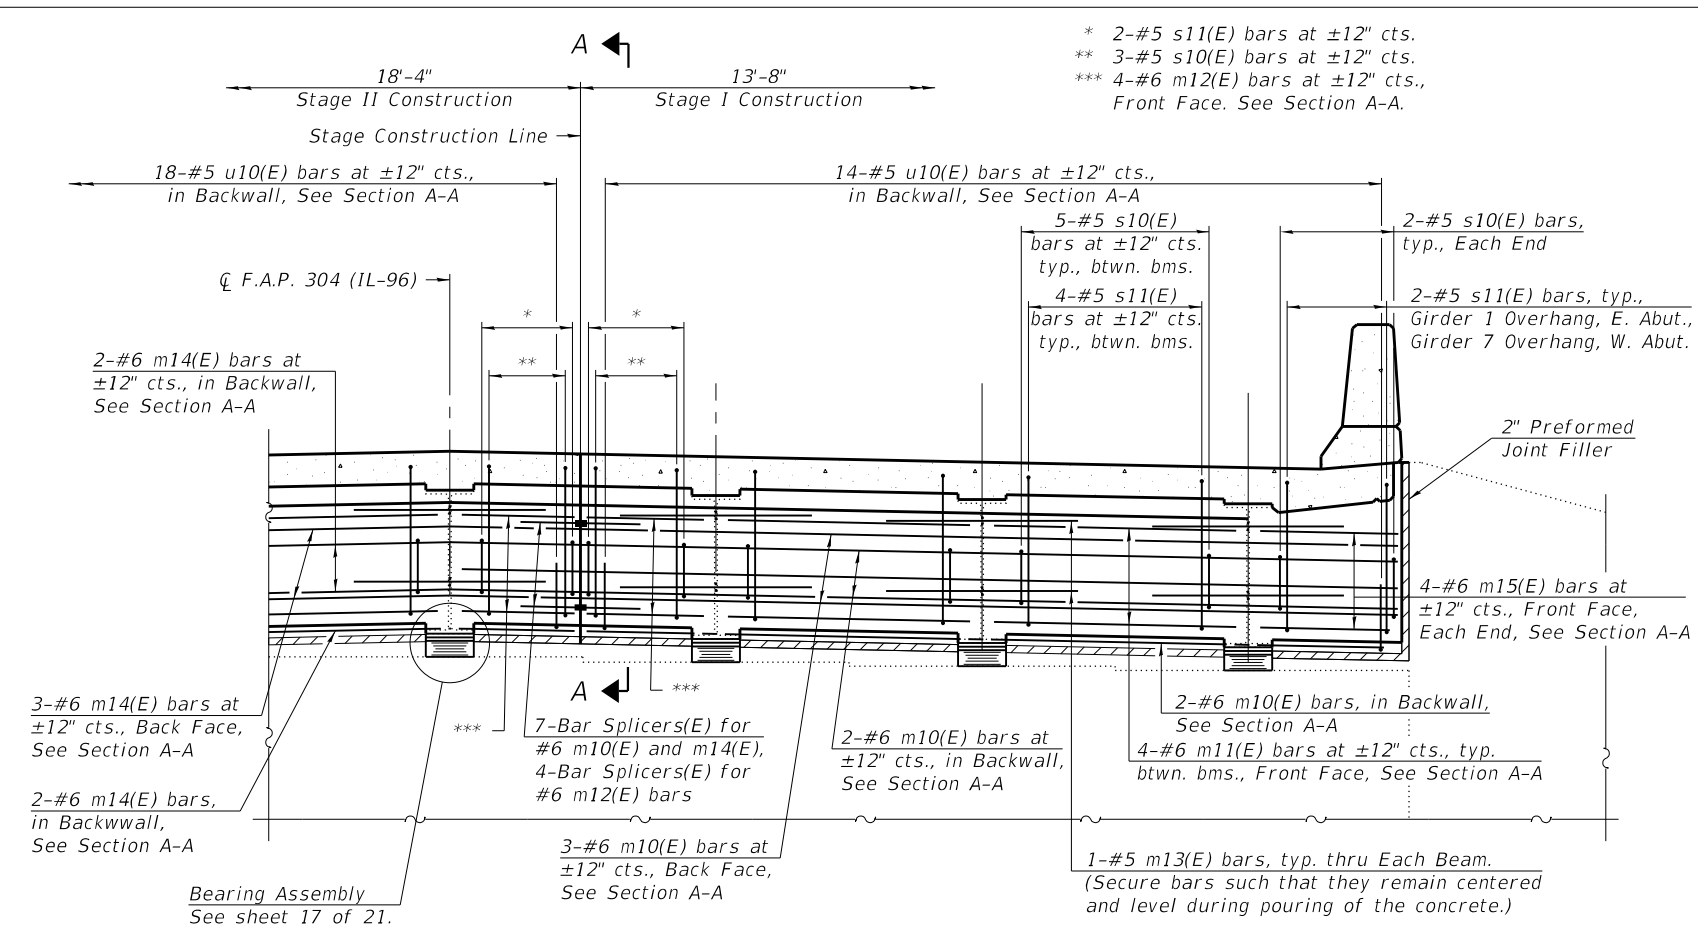 * 2-#5 s11(E) bars at ±12" cts.
** 3-#5 s10(E) bars at ±12" cts.
*** 4-#6 m12(E) bars at ±12" cts.,
Front Face. See Section A-A.
A
18'-4"
Stage II Construction
13'-8"
Stage I Construction
Stage Construction Line
18-#5 u10(E) bars at ±12" cts.,
in Backwall, See Section A-A
14-#5 u10(E) bars at ±12" cts.,
in Backwall, See Section A-A
5-#5 s10(E)
bars at ±12" cts.
typ., btwn. bms.
2-#5 s10(E) bars,
typ., Each End
℄ F.A.P. 304 (IL-96)
4-#5 s11(E)
bars at ±12" cts.
typ., btwn. bms.
2-#5 s11(E) bars, typ.,
Girder 1 Overhang, E. Abut.,
Girder 7 Overhang, W. Abut.
*
*
**
**
2-#6 m14(E) bars at
±12" cts., in Backwall,
See Section A-A
2" Preformed
Joint Filler
4-#6 m15(E) bars at
±12" cts., Front Face,
Each End, See Section A-A
A
***
***
3-#6 m14(E) bars at
±12" cts., Back Face,
See Section A-A
7-Bar Splicers(E) for
#6 m10(E) and m14(E),
4-Bar Splicers(E) for
#6 m12(E) bars
2-#6 m10(E) bars at
±12" cts., in Backwall,
See Section A-A
2-#6 m10(E) bars, in Backwall,
See Section A-A
4-#6 m11(E) bars at ±12" cts., typ.
btwn. bms., Front Face, See Section A-A
2-#6 m14(E) bars,
in Backwwall,
See Section A-A
3-#6 m10(E) bars at
±12" cts., Back Face,
See Section A-A
1-#5 m13(E) bars, typ. thru Each Beam.
(Secure bars such that they remain centered
and level during pouring of the concrete.)
Bearing Assembly
See sheet 17 of 21.